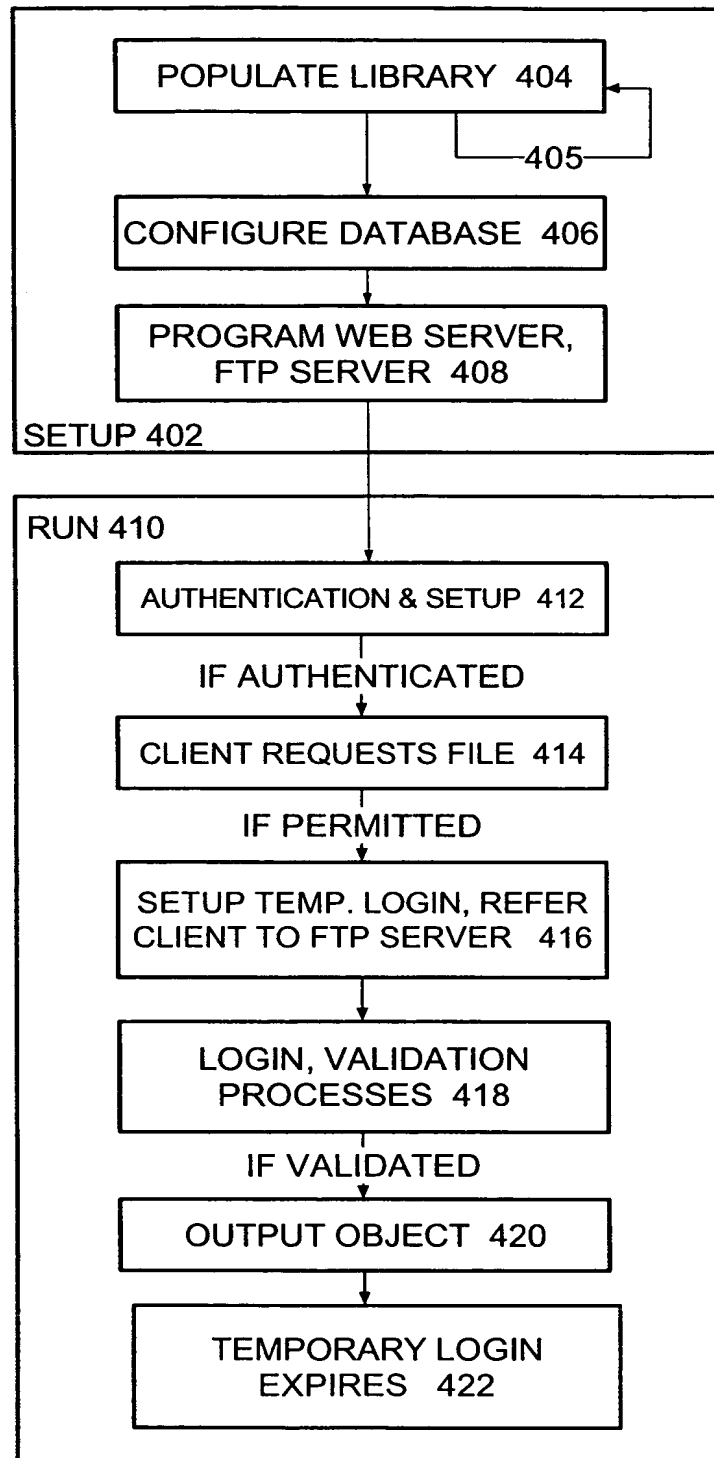 POPULATE LIBRARY 404
405
CONFIGURE DATABASE 406
PROGRAM WEB SERVER,
FTP SERVER 408
SETUP 402
RUN 410
AUTHENTICATION & SETUP 412
IF AUTHENTICATED
CLIENT REQUESTS FILE 414
IF PERMITTED
SETUP TEMP. LOGIN, REFER
CLIENT TO FTP SERVER 416
LOGIN, VALIDATION
PROCESSES 418
IF VALIDATED
OUTPUT OBJECT 420
TEMPORARY LOGIN
EXPIRES 422